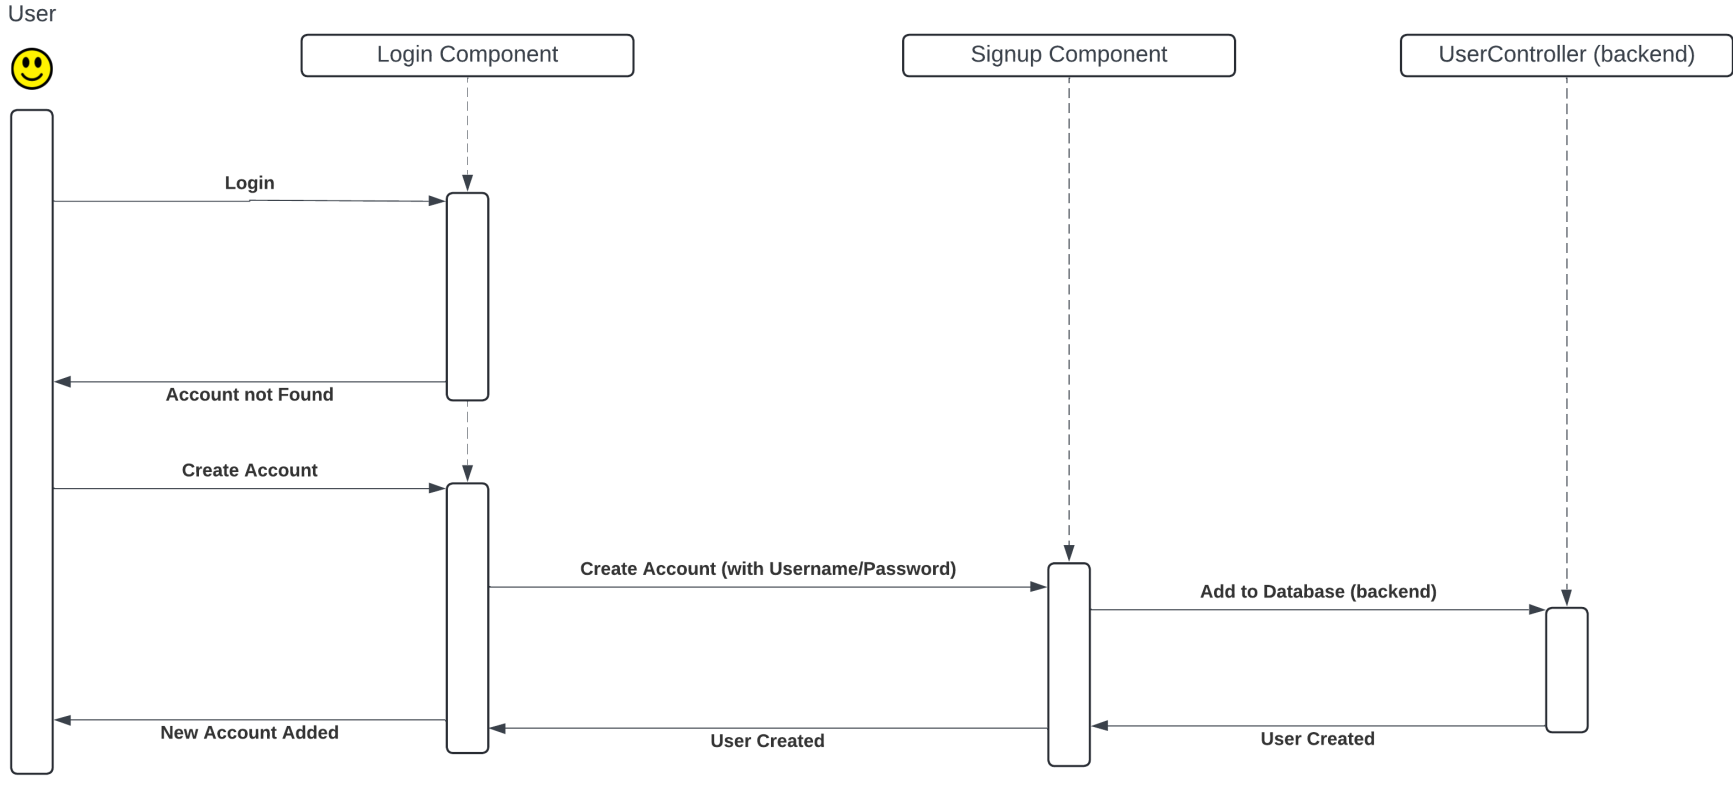 User
Login Component
Signup Component
UserController (backend)
Login
Account not Found
Create Account
Create Account (with Username/Password)
Add to Database (backend)
New Account Added
User Created
User Created